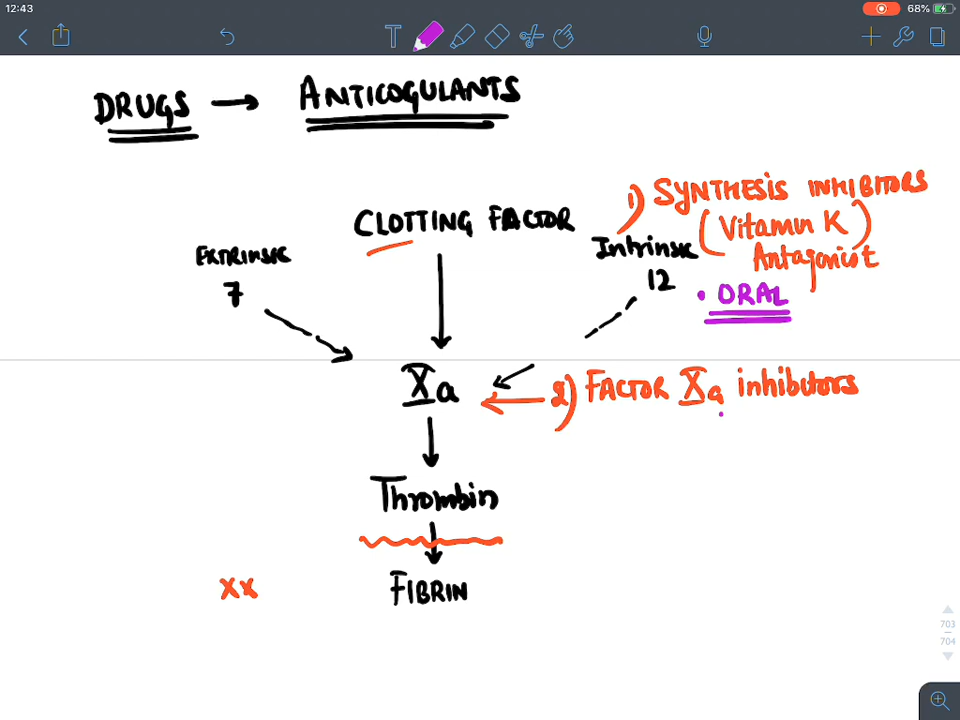 12:43
68%
T
DRUGS → ANTICOGULANTS
1) SYNTHESIS INHIBITORS
(Vitamin K
Antagonist)
• ORAL
CLOTTING FACTOR
EXTRINSIC
7
Intrinsic
12
Xa
2) FACTOR Xa inhibitors
Thrombin
xx
FIBRIN
703
704